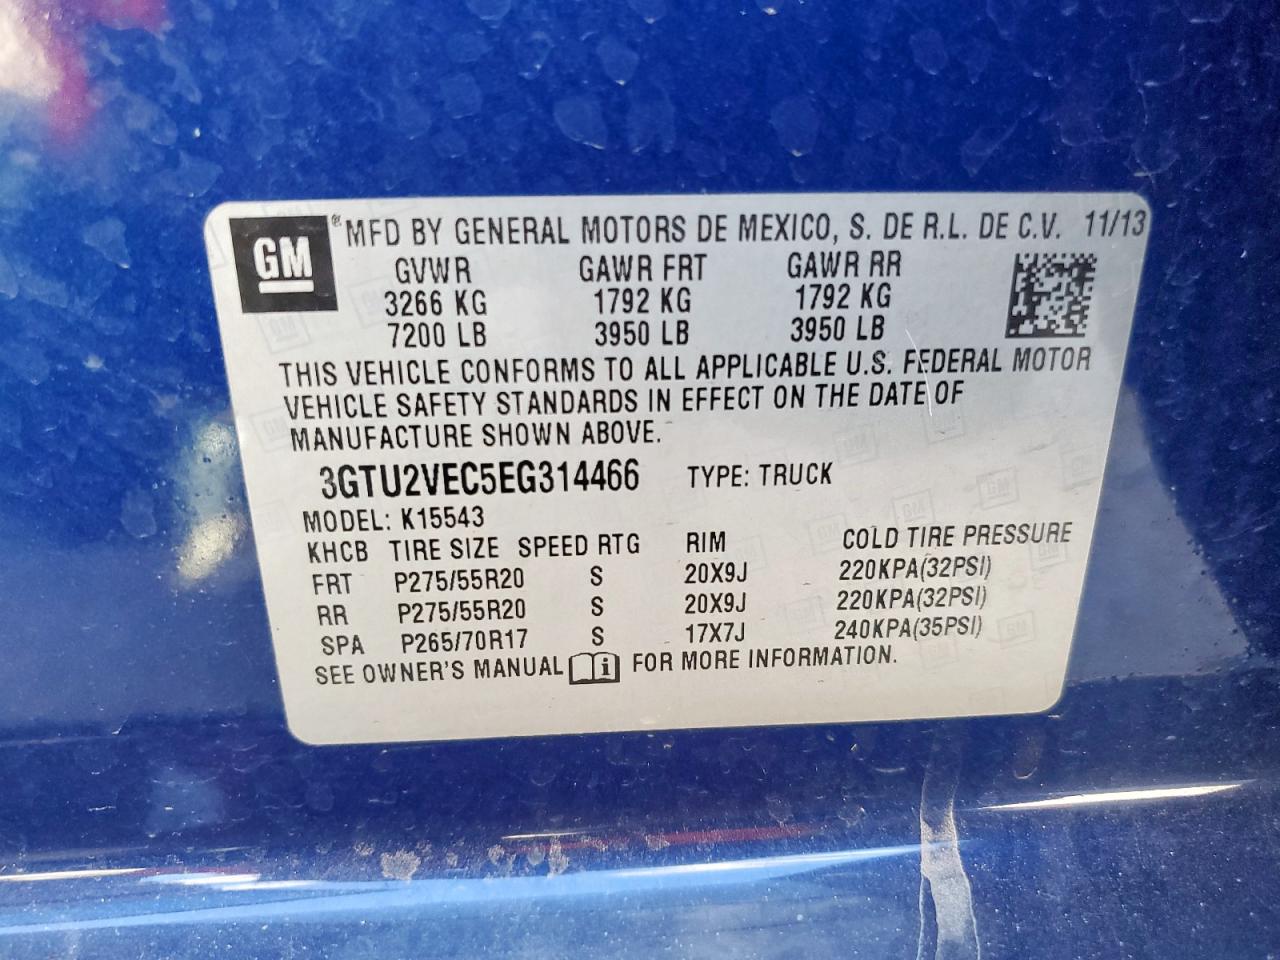 GM
® MFD BY GENERAL MOTORS DE MEXICO, S. DE R.L. DE C.V. 11/13
GVWR GAWR FRT GAWR RR
3266 KG 1792 KG 1792 KG
7200 LB 3950 LB 3950 LB
THIS VEHICLE CONFORMS TO ALL APPLICABLE U.S. FEDERAL MOTOR
VEHICLE SAFETY STANDARDS IN EFFECT ON THE DATE OF
MANUFACTURE SHOWN ABOVE.
3GTU2VEC5EG314466 TYPE: TRUCK
MODEL: K15543
KHCB TIRE SIZE SPEED RTG RIM COLD TIRE PRESSURE
FRT P275/55R20 S 20X9J 220KPA(32PSI)
RR P275/55R20 S 20X9J 220KPA(32PSI)
SPA P265/70R17 S 17X7J 240KPA(35PSI)
SEE OWNER'S MANUAL i FOR MORE INFORMATION.